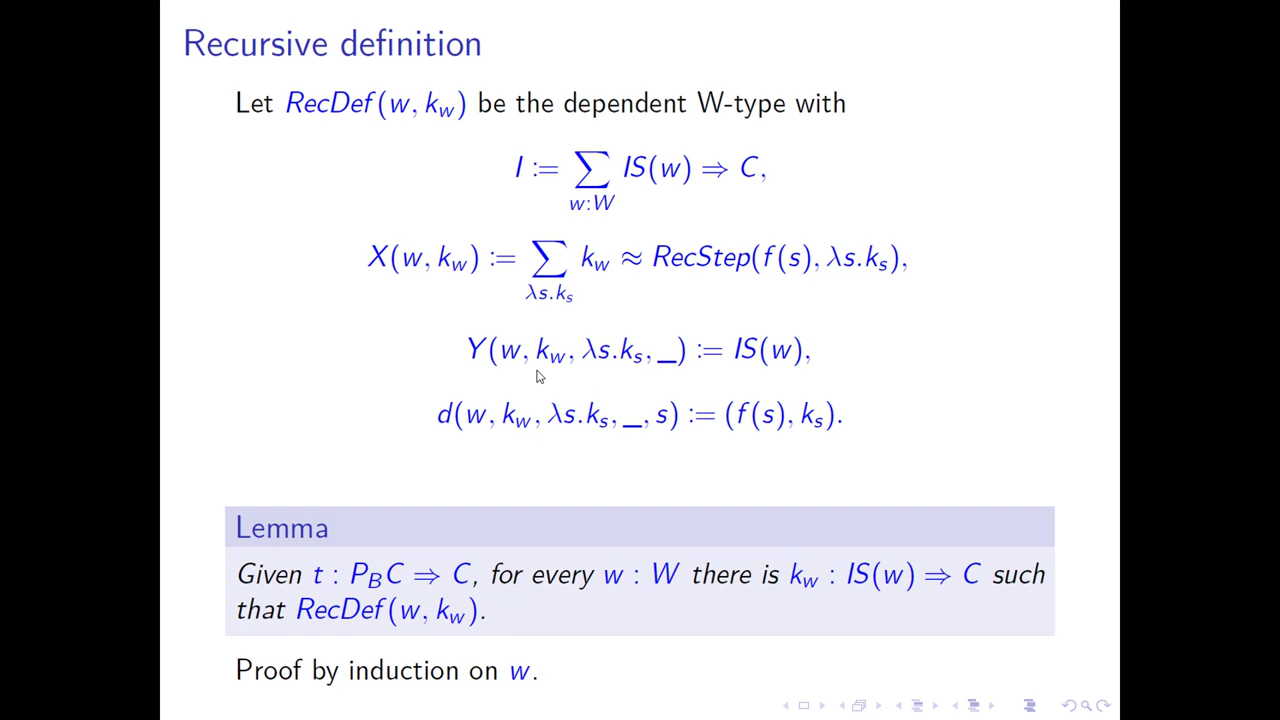 Recursive definition
Let RecDef(w, k_w) be the dependent W-type with
I := ∑_{w:W} IS(w) ⇒ C,
X(w, k_w) := ∑_{λs.k_s} k_w ≈ RecStep(f(s), λs.k_s),
Y(w, k_w, λs.k_s, _) := IS(w),
d(w, k_w, λs.k_s, _, s) := (f(s), k_s).
Lemma
Given t : P_B C ⇒ C, for every w : W there is k_w : IS(w) ⇒ C such
that RecDef(w, k_w).
Proof by induction on w.